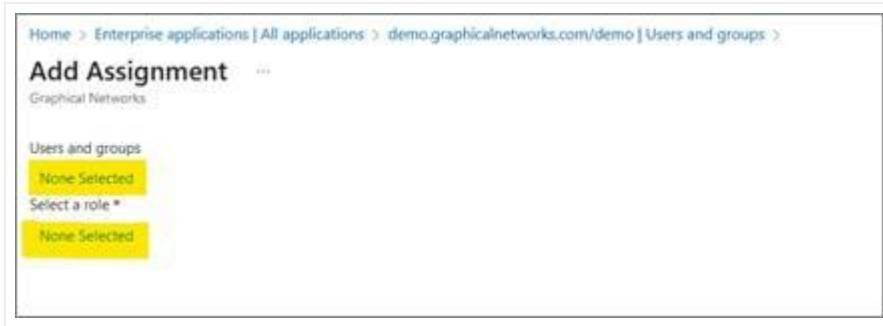 Home > Enterprise applications | All applications > demo.graphicalnetworks.com/demo | Users and groups >
Add Assignment ...
Graphical Networks
Users and groups
None Selected
Select a role *
None Selected